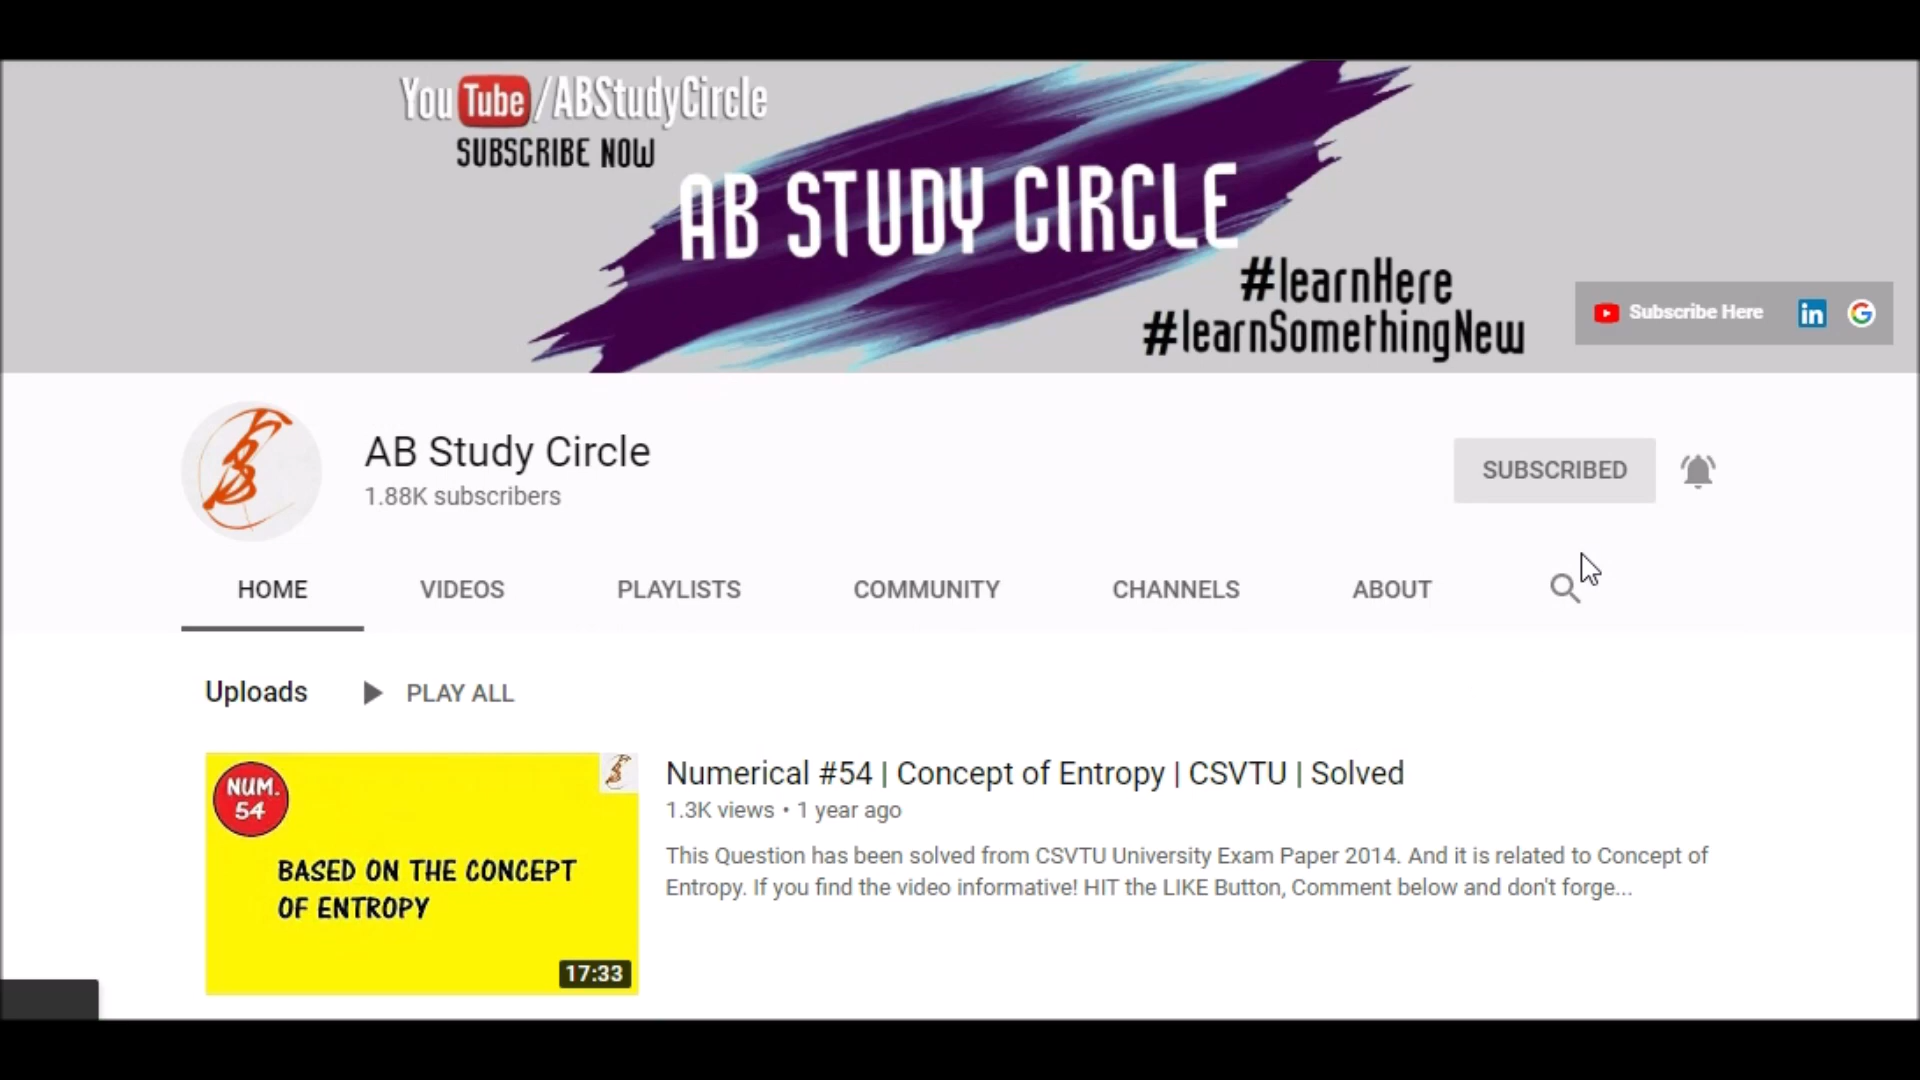 YouTube/ABStudyCircle
SUBSCRIBE NOW
AB STUDY CIRCLE
#learnHere
#learnSomethingNew
Subscribe Here
AB Study Circle
1.88K subscribers
SUBSCRIBED
HOME VIDEOS PLAYLISTS COMMUNITY CHANNELS ABOUT
Uploads PLAY ALL
NUM.
54
BASED ON THE CONCEPT
OF ENTROPY
17:33
Numerical #54 | Concept of Entropy | CSVTU | Solved
1.3K views • 1 year ago
This Question has been solved from CSVTU University Exam Paper 2014. And it is related to Concept of
Entropy. If you find the video informative! HIT the LIKE Button, Comment below and don't forge...